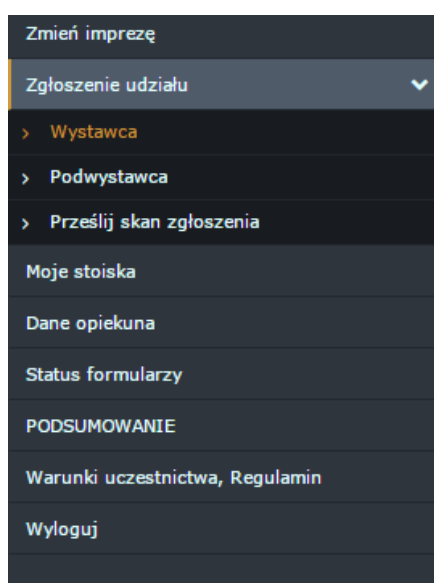 Zmień imprezę
Zgłoszenie udziału
Wystawca
Podwystawca
Prześlij skan zgłoszenia
Moje stoiska
Dane opiekuna
Status formularzy
PODSUMOWANIE
Warunki uczestnictwa, Regulamin
Wyloguj